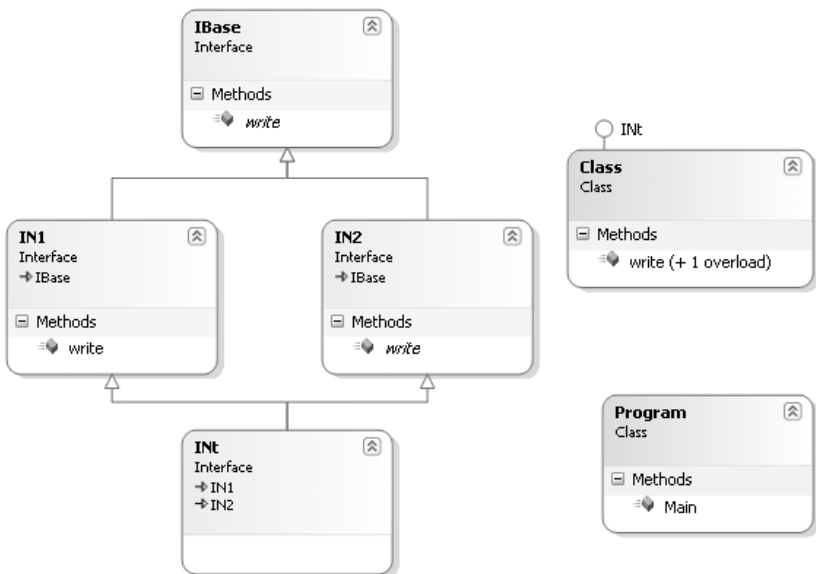 IBase
Interface
Methods
write
INt
Class
Class
Methods
write (+ 1 overload)
IN1
Interface
IBase
Methods
write
IN2
Interface
IBase
Methods
write
INt
Interface
IN1
IN2
Program
Class
Methods
Main